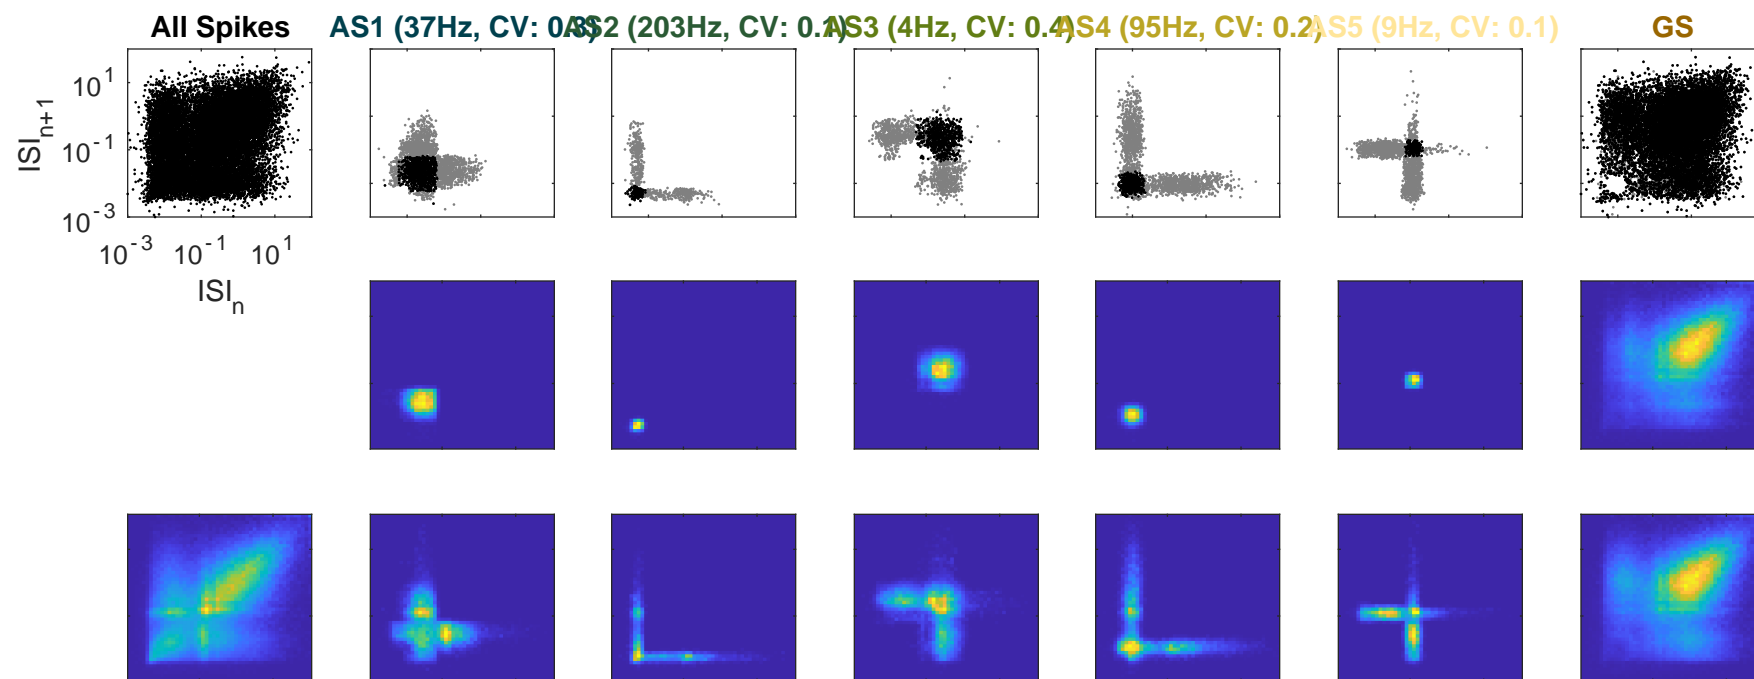 All Spikes
AS1 (37Hz, CV: 0.3)
AS2 (203Hz, CV: 0.1)
AS3 (4Hz, CV: 0.4)
AS4 (95Hz, CV: 0.2)
AS5 (9Hz, CV: 0.1)
GS
ISI_{n+1}
10^1
10^-1
10^-3
10^-3 10^-1 10^1
ISI_n